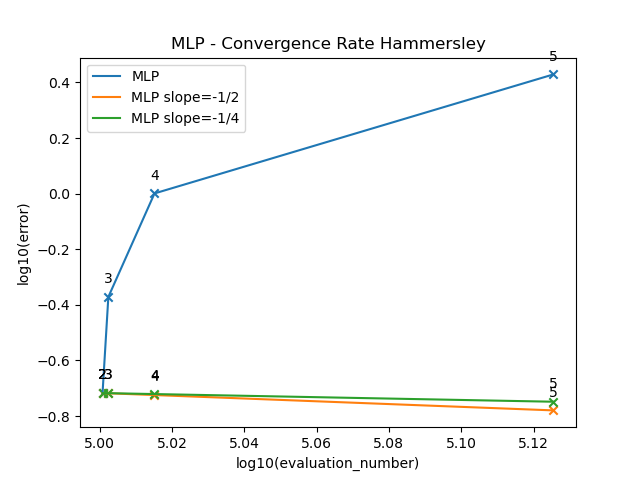 MLP - Convergence Rate Hammersley
MLP
MLP slope=-1/2
MLP slope=-1/4
log10(error)
0.4
0.2
0.0
−0.2
−0.4
−0.6
−0.8
5
4
3
2 3
4
5
5
5.00 5.02 5.04 5.06 5.08 5.10 5.12
log10(evaluation_number)